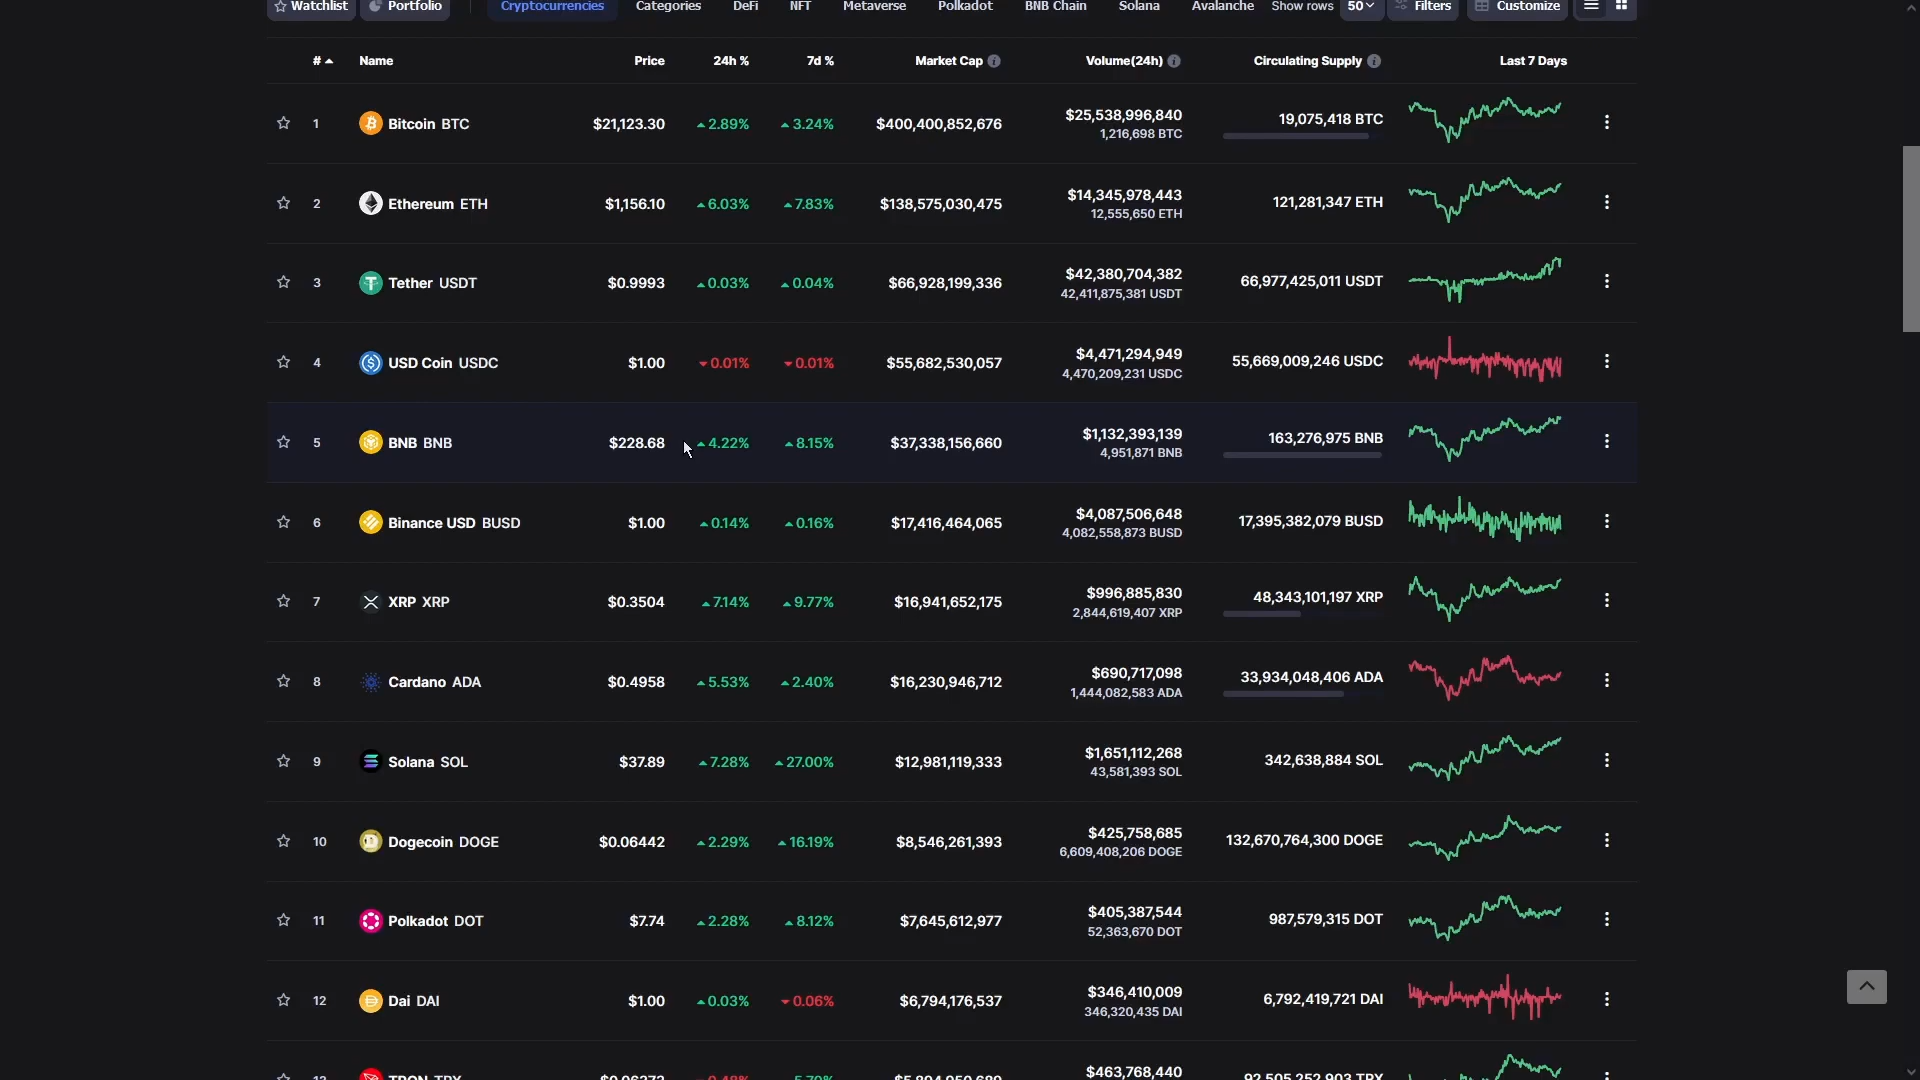 Watchlist Portfolio Cryptocurrencies Categories DeFi NFT Metaverse Polkadot BNB Chain Solana Avalanche Show rows 50 Filters Customize
# Name Price 24h % 7d % Market Cap Volume(24h) Circulating Supply Last 7 Days
1 Bitcoin BTC $21,123.30 2.89% 3.24% $400,400,852,676 $25,538,996,840 19,075,418 BTC
1,216,698 BTC
2 Ethereum ETH $1,156.10 6.03% 7.83% $138,575,030,475 $14,345,978,443 121,281,347 ETH
12,555,650 ETH
3 Tether USDT $0.9993 0.03% 0.04% $66,928,199,336 $42,380,704,382 66,977,425,011 USDT
42,411,875,381 USDT
4 USD Coin USDC $1.00 0.01% 0.01% $55,682,530,057 $4,471,294,949 55,669,009,246 USDC
4,470,209,231 USDC
5 BNB BNB $228.68 4.22% 8.15% $37,338,156,660 $1,132,393,139 163,276,975 BNB
4,951,871 BNB
6 Binance USD BUSD $1.00 0.14% 0.16% $17,416,464,065 $4,087,506,648 17,395,382,079 BUSD
4,082,558,873 BUSD
7 XRP XRP $0.3504 7.14% 9.77% $16,941,652,175 $996,885,830 48,343,101,197 XRP
2,844,619,407 XRP
8 Cardano ADA $0.4958 5.53% 2.40% $16,230,946,712 $690,717,098 33,934,048,406 ADA
1,444,082,583 ADA
9 Solana SOL $37.89 7.28% 27.00% $12,981,119,333 $1,651,112,268 342,638,884 SOL
43,581,393 SOL
10 Dogecoin DOGE $0.06442 2.29% 16.19% $8,546,261,393 $425,758,685 132,670,764,300 DOGE
6,609,408,206 DOGE
11 Polkadot DOT $7.74 2.28% 8.12% $7,645,612,977 $405,387,544 987,579,315 DOT
52,363,670 DOT
12 Dai DAI $1.00 0.03% 0.06% $6,794,176,537 $346,410,009 6,792,419,721 DAI
346,320,435 DAI
13 TRON TRX $463,768,440